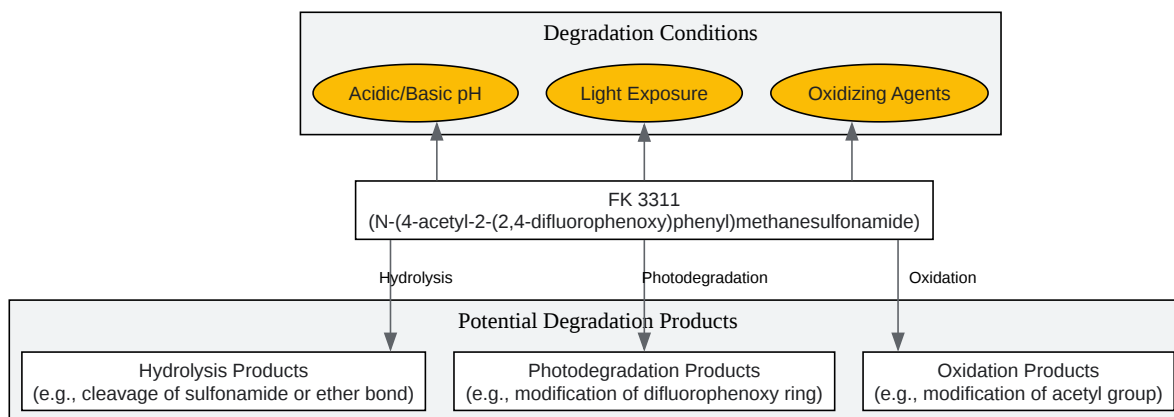 Degradation Conditions
Acidic/Basic pH
Light Exposure
Oxidizing Agents
FK 3311
(N-(4-acetyl-2-(2,4-difluorophenoxy)phenyl)methanesulfonamide)
Hydrolysis
Photodegradation
Oxidation
Potential Degradation Products
Hydrolysis Products
(e.g., cleavage of sulfonamide or ether bond)
Photodegradation Products
(e.g., modification of difluorophenoxy ring)
Oxidation Products
(e.g., modification of acetyl group)